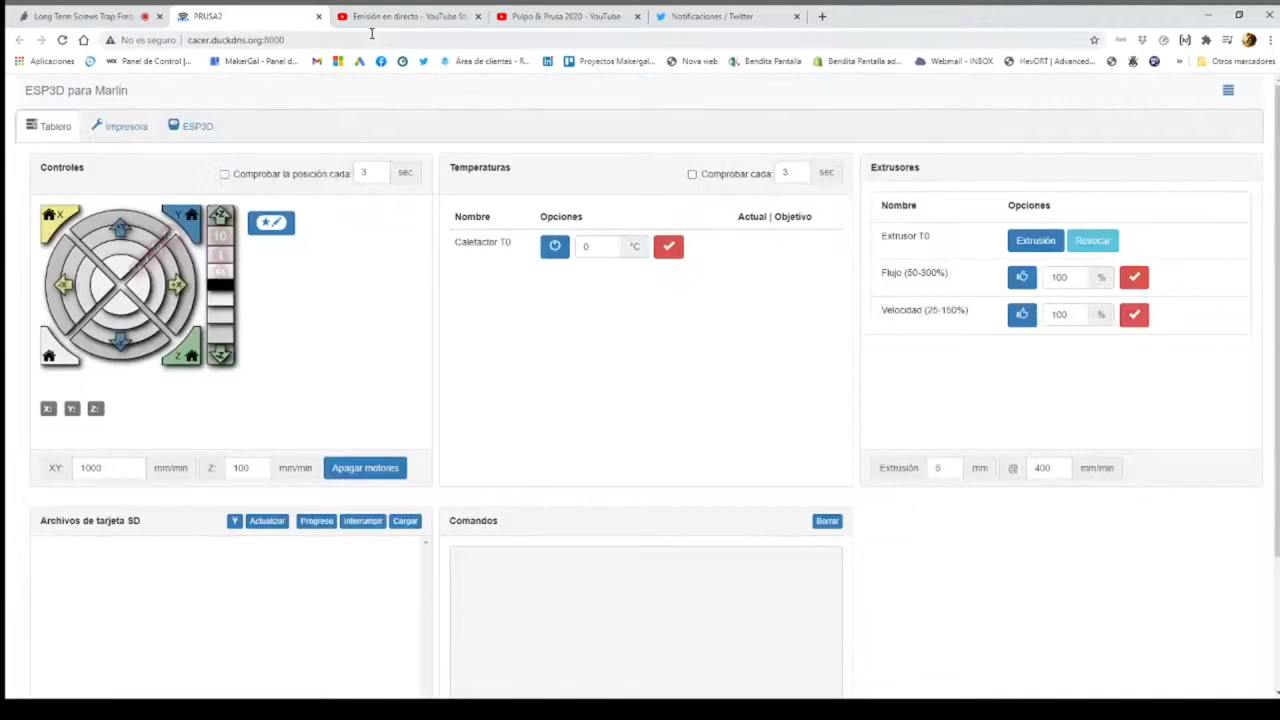 Long Term Screws Trap Freq
PRUSA2
Emisión en directo - YouTube St
Pulpo & Prusa 2020 - YouTube
Notificaciones / Twitter
No es seguro
cacer.duckdns.org:8000
Aplicaciones
Panel de Control |...
MakerGal - Panel d...
Área de clientes - R...
Proyectos Makergal...
Nova web
Bendita Pantalla
Bendita Pantalla ad...
Webmail - INBOX
HevORT | Advanced...
»
Otros marcadores
ESP3D para Marlin
Tablero
Impresora
ESP3D
Controles
Comprobar la posición cada:
3
sec
X
Y
+Z
10
1
-X
+X
Z
-Z
X:
Y:
Z:
XY:
1000
mm/min
Z:
100
mm/min
Apagar motores
Temperaturas
Comprobar cada:
3
sec
Nombre
Opciones
Actual | Objetivo
Calefactor T0
0
°C
Extrusores
Nombre
Opciones
Extrusor T0
Extrusión
Revocar
Flujo (50-300%)
100
%
Velocidad (25-150%)
100
%
Extrusión
5
mm
@
400
mm/min
Archivos de tarjeta SD
Actualizar
Progreso
Interrumpir
Cargar
Comandos
Borrar